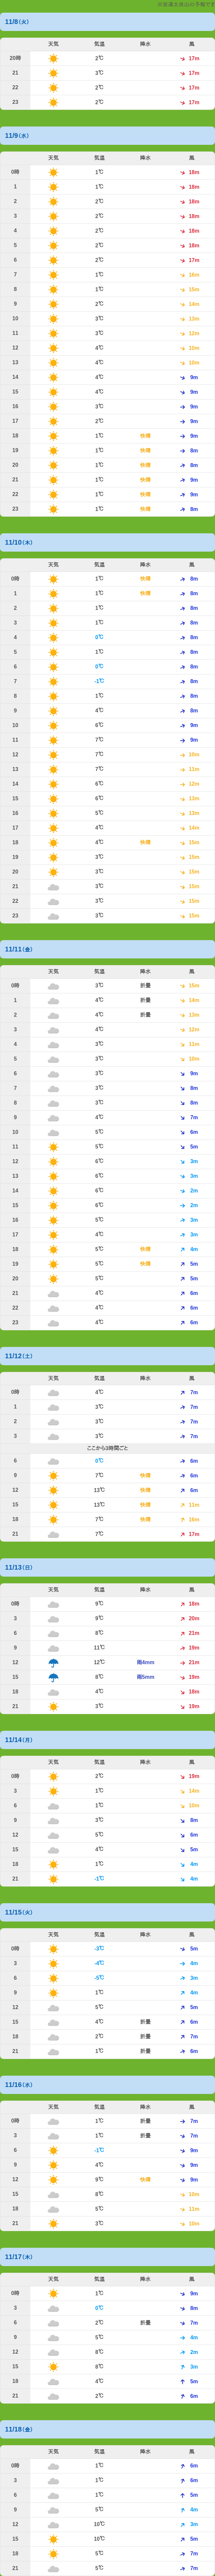 11/8(火)
天気 気温 降水 風
20時 2℃ 17m
21 3℃ 17m
22 2℃ 17m
23 2℃ 17m
11/9(水)
天気 気温 降水 風
0時 1℃ 18m
1 1℃ 18m
2 2℃ 18m
3 2℃ 18m
4 2℃ 18m
5 2℃ 18m
6 2℃ 17m
7 1℃ 16m
8 1℃ 15m
9 2℃ 14m
10 3℃ 13m
11 3℃ 12m
12 4℃ 10m
13 4℃ 10m
14 4℃ 9m
15 4℃ 9m
16 3℃ 9m
17 2℃ 9m
18 1℃ 快晴 9m
19 1℃ 快晴 8m
20 1℃ 快晴 8m
21 1℃ 快晴 9m
22 1℃ 快晴 9m
23 1℃ 快晴 8m
11/10(木)
天気 気温 降水 風
0時 1℃ 快晴 8m
1 1℃ 快晴 8m
2 1℃ 8m
3 1℃ 8m
4 0℃ 8m
5 1℃ 8m
6 0℃ 8m
7 -1℃ 8m
8 1℃ 8m
9 4℃ 8m
10 6℃ 9m
11 7℃ 9m
12 7℃ 10m
13 7℃ 11m
14 6℃ 12m
15 6℃ 13m
16 5℃ 13m
17 4℃ 14m
18 4℃ 快晴 15m
19 3℃ 15m
20 3℃ 15m
21 3℃ 15m
22 3℃ 15m
23 3℃ 15m
11/11(金)
天気 気温 降水 風
0時 3℃ 折畳 15m
1 4℃ 折畳 14m
2 4℃ 折畳 13m
3 4℃ 12m
4 3℃ 11m
5 3℃ 10m
6 3℃ 9m
7 3℃ 8m
8 3℃ 8m
9 4℃ 7m
10 5℃ 6m
11 5℃ 5m
12 6℃ 3m
13 6℃ 3m
14 6℃ 2m
15 6℃ 2m
16 5℃ 3m
17 4℃ 3m
18 5℃ 快晴 4m
19 5℃ 快晴 5m
20 5℃ 5m
21 4℃ 6m
22 4℃ 6m
23 4℃ 6m
11/12(土)
天気 気温 降水 風
0時 4℃ 7m
1 3℃ 7m
2 3℃ 7m
3 3℃ 7m
ここから3時間ごと
6 0℃ 6m
9 7℃ 快晴 6m
12 13℃ 快晴 6m
15 13℃ 快晴 11m
18 7℃ 快晴 16m
21 7℃ 17m
11/13(日)
天気 気温 降水 風
0時 9℃ 18m
3 9℃ 20m
6 8℃ 21m
9 11℃ 19m
12 12℃ 雨4mm 21m
15 8℃ 雨5mm 19m
18 4℃ 18m
21 3℃ 19m
11/14(月)
天気 気温 降水 風
0時 2℃ 19m
3 1℃ 14m
6 1℃ 10m
9 3℃ 8m
12 5℃ 6m
15 4℃ 5m
18 1℃ 4m
21 -1℃ 4m
11/15(火)
天気 気温 降水 風
0時 -3℃ 5m
3 -4℃ 4m
6 -5℃ 3m
9 1℃ 4m
12 5℃ 5m
15 4℃ 折畳 6m
18 2℃ 折畳 7m
21 1℃ 折畳 6m
11/16(水)
天気 気温 降水 風
0時 1℃ 折畳 7m
3 1℃ 折畳 7m
6 -1℃ 9m
9 4℃ 9m
12 9℃ 快晴 9m
15 8℃ 10m
18 5℃ 11m
21 3℃ 10m
11/17(木)
天気 気温 降水 風
0時 1℃ 9m
3 0℃ 8m
6 2℃ 折畳 7m
9 5℃ 4m
12 8℃ 2m
15 8℃ 3m
18 4℃ 5m
21 2℃ 6m
11/18(金)
天気 気温 降水 風
0時 1℃ 6m
3 1℃ 6m
6 1℃ 5m
9 5℃ 4m
12 10℃ 3m
15 10℃ 5m
18 5℃ 7m
21 5℃ 7m